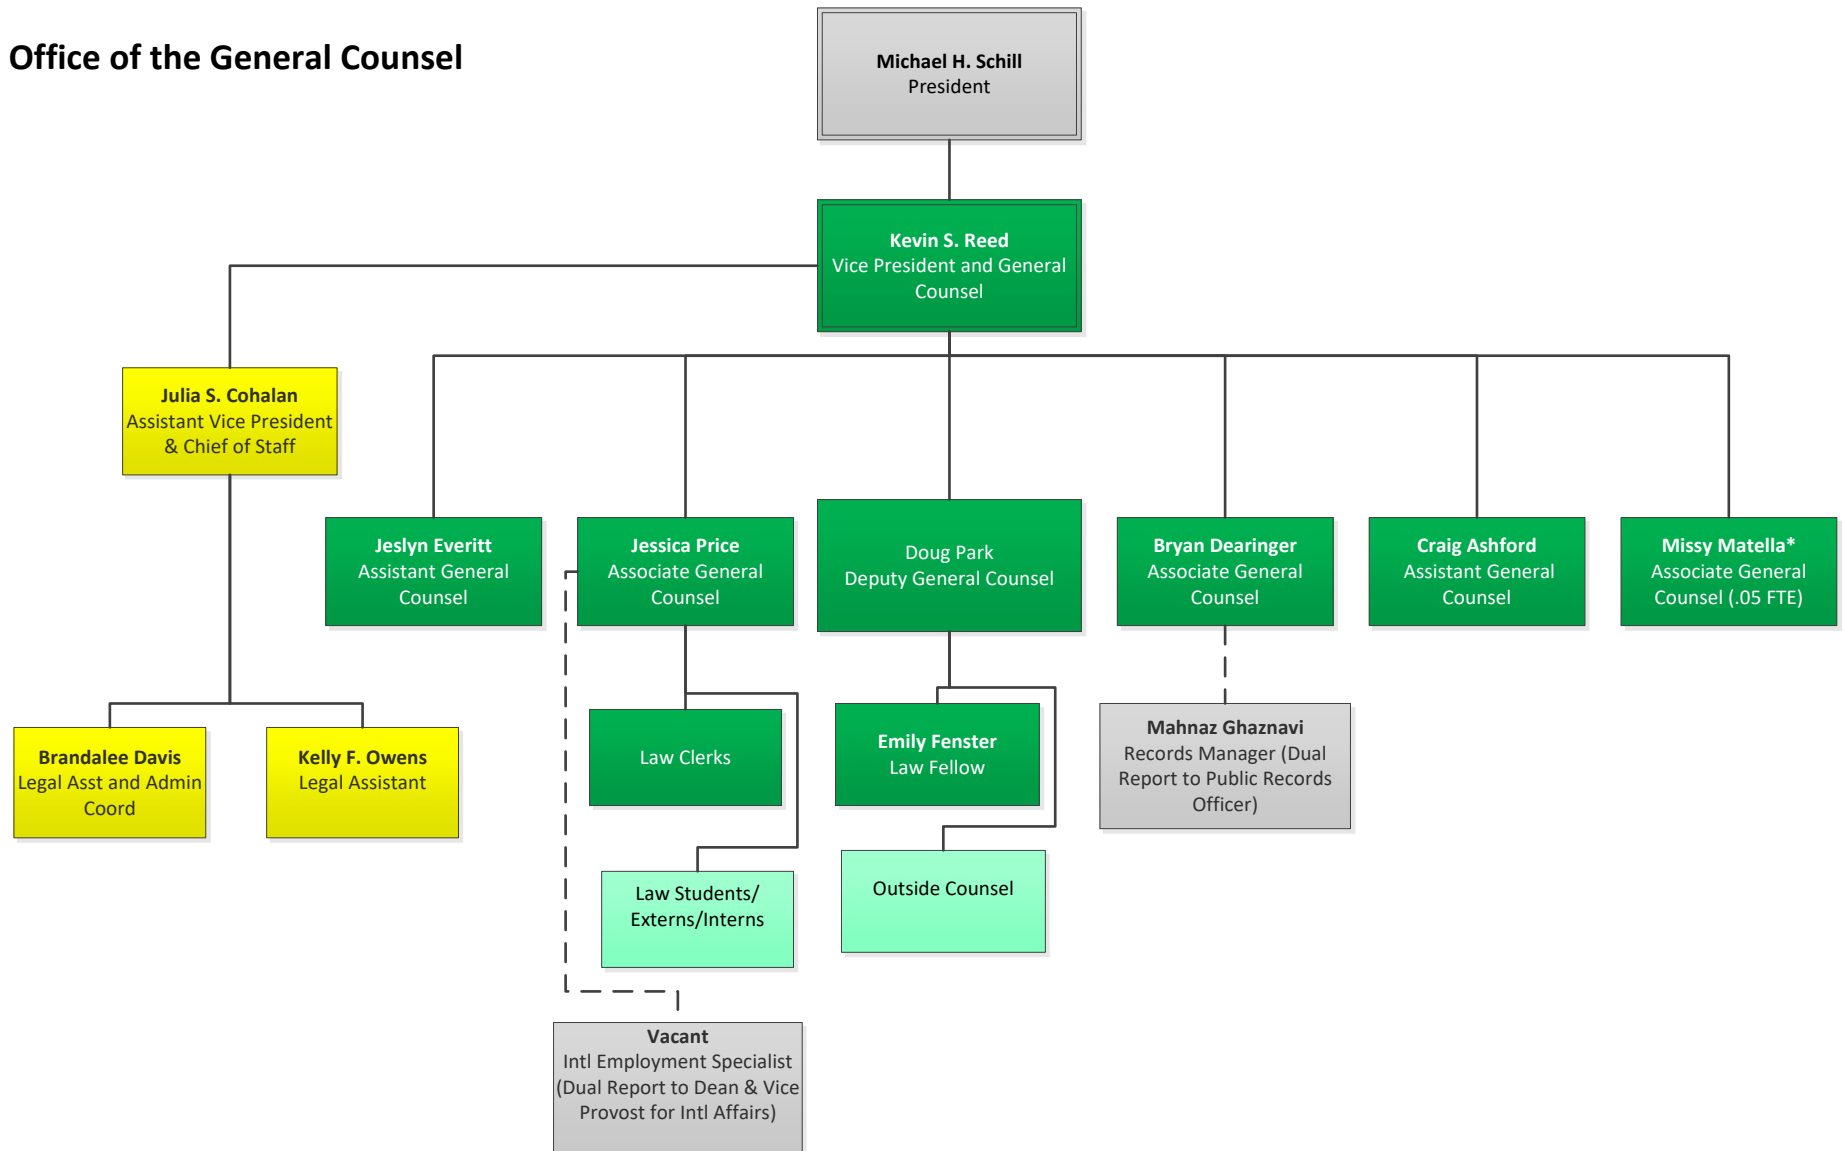 Office of the General Counsel
Michael H. Schill
President
Kevin S. Reed
Vice President and General
Counsel
Julia S. Cohalan
Assistant Vice President
& Chief of Staff
Jeslyn Everitt
Assistant General
Counsel
Jessica Price
Associate General
Counsel
Doug Park
Deputy General Counsel
Bryan Dearinger
Associate General
Counsel
Craig Ashford
Assistant General
Counsel
Missy Matella*
Associate General
Counsel (.05 FTE)
Brandalee Davis
Legal Asst and Admin
Coord
Kelly F. Owens
Legal Assistant
Law Clerks
Emily Fenster
Law Fellow
Mahnaz Ghaznavi
Records Manager (Dual
Report to Public Records
Officer)
Law Students/
Externs/Interns
Outside Counsel
Vacant
Intl Employment Specialist
(Dual Report to Dean & Vice
Provost for Intl Affairs)